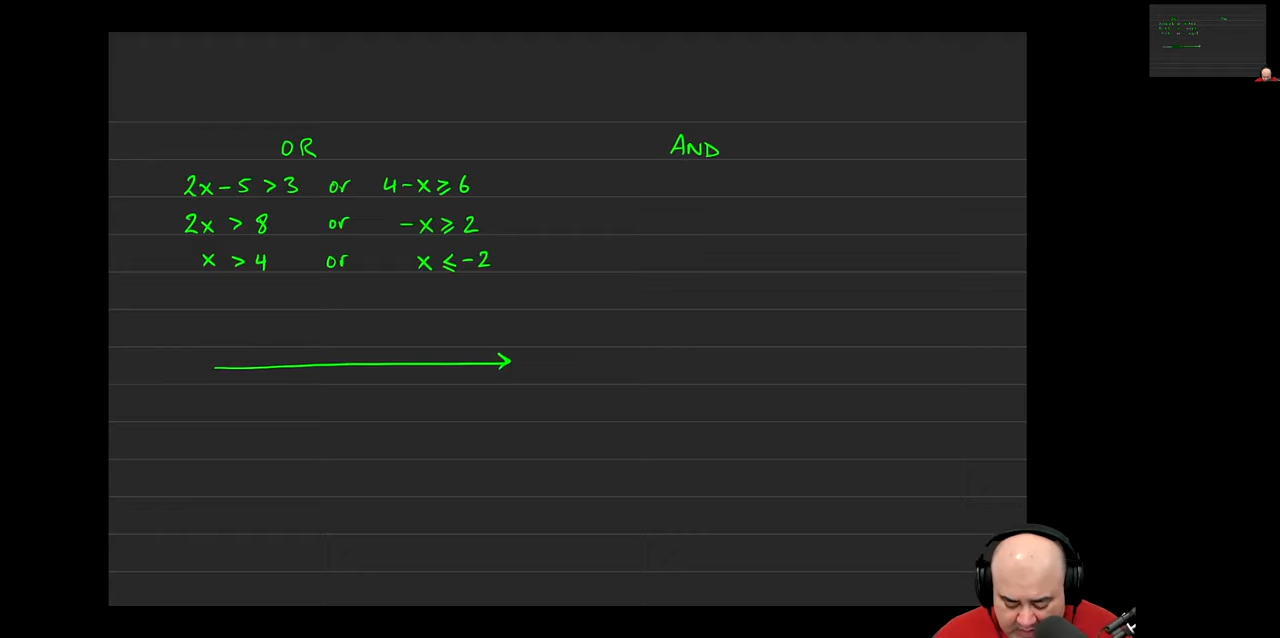 OR
2x - 5 > 3 or 4 - x ⩾ 6
2x > 8 or - x ⩾ 2
x > 4 or x ⩽ - 2
AND